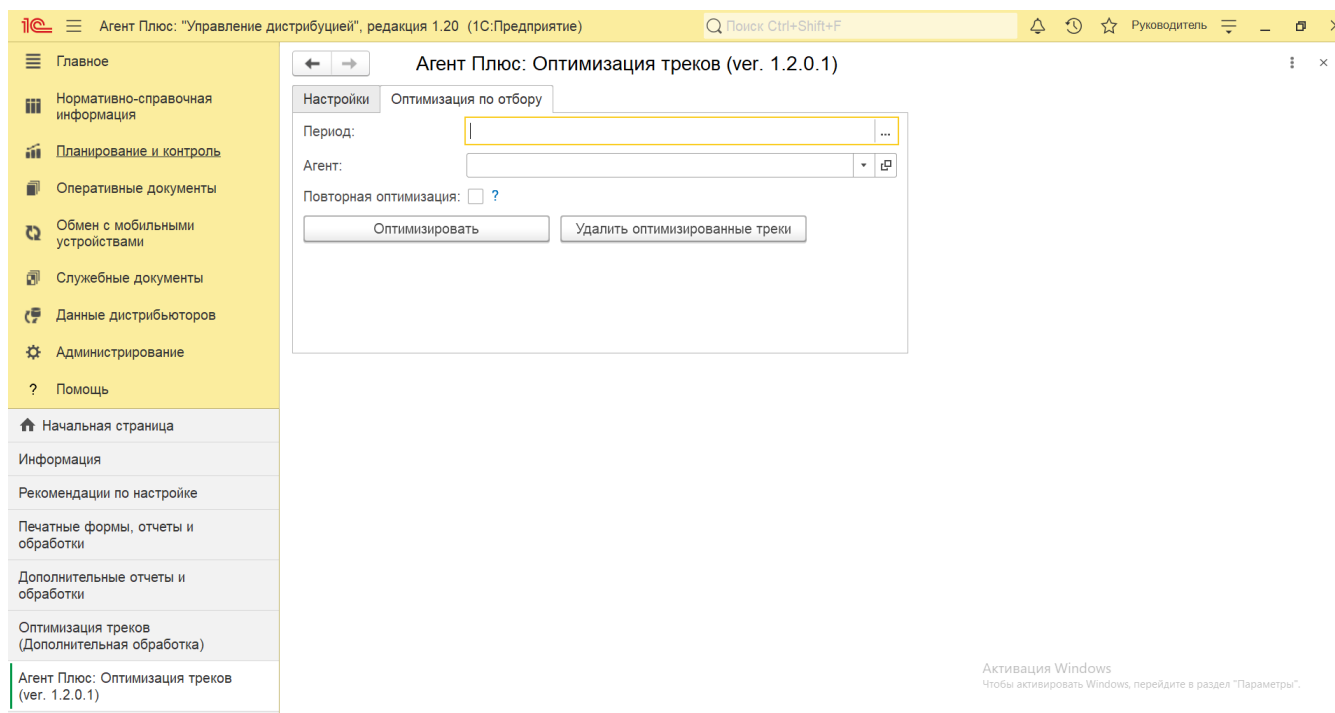 Агент Плюс: "Управление дистрибуцией", редакция 1.20 (1С:Предприятие)
Поиск Ctrl+Shift+F
Руководитель
Главное
Нормативно-справочная
информация
Планирование и контроль
Оперативные документы
Обмен с мобильными
устройствами
Служебные документы
Данные дистрибьюторов
Администрирование
? Помощь
Начальная страница
Информация
Рекомендации по настройке
Печатные формы, отчеты и
обработки
Дополнительные отчеты и
обработки
Оптимизация треков
(Дополнительная обработка)
Агент Плюс: Оптимизация треков
(ver. 1.2.0.1)
Агент Плюс: Оптимизация треков (ver. 1.2.0.1)
Настройки Оптимизация по отбору
Период: ...
Агент:
Повторная оптимизация: ?
Оптимизировать Удалить оптимизированные треки
Активация Windows
Чтобы активировать Windows, перейдите в раздел "Параметры".